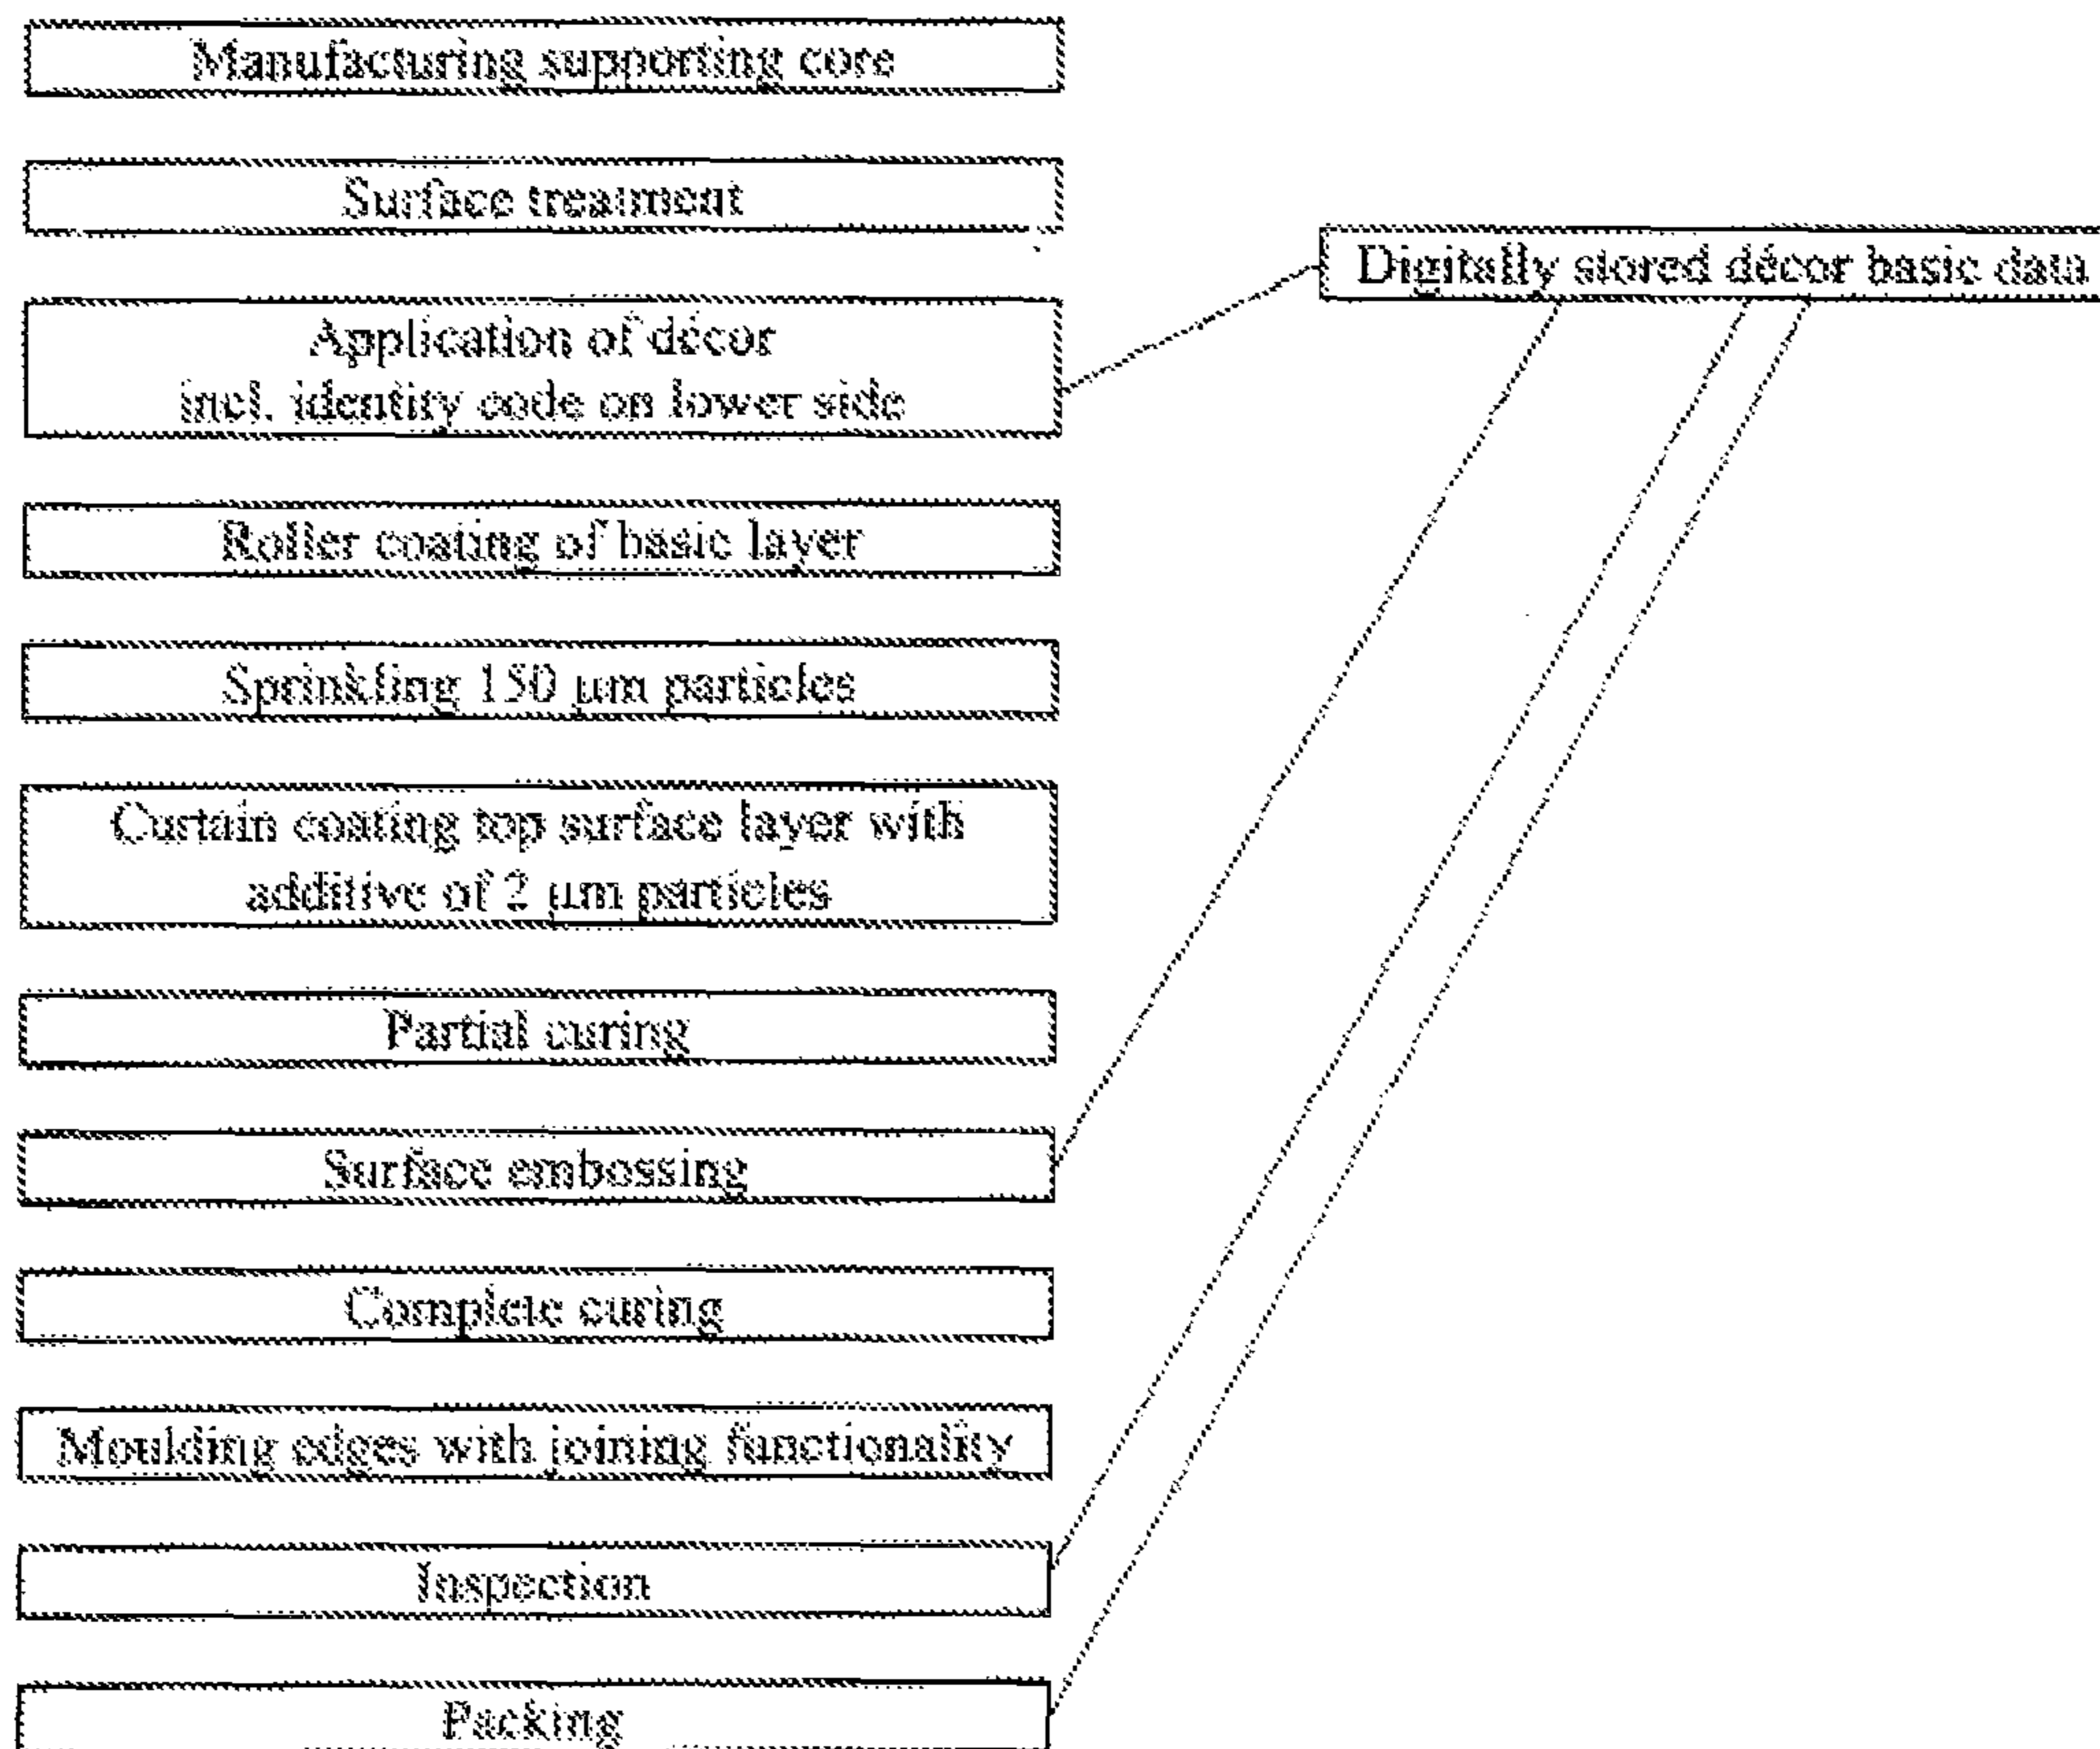 Manufacturing supporting core
Surface treatment
Digitally stored décor basic data
Application of décor
incl. identity code on lower side
Roller coating of basic layer
Sprinkling 150 µm particles
Curtain coating top surface layer with
additive of 2 µm particles
Partial curing
Surface embossing
Complete curing
Moulding edges with joining functionality
Inspection
Packing